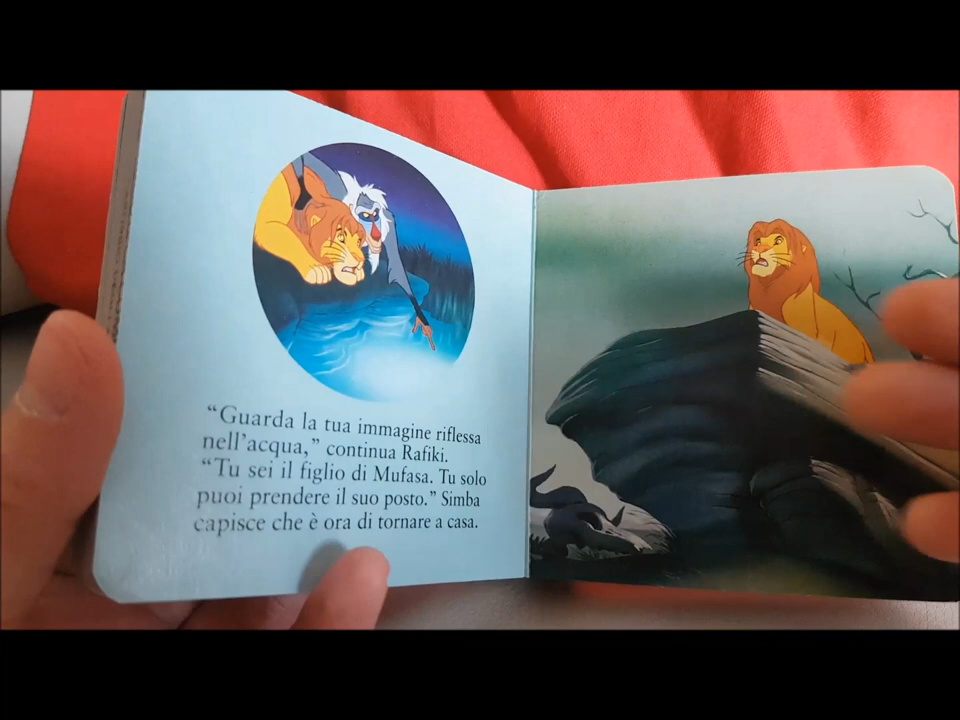 “Guarda la tua immagine riflessa
nell’acqua,” continua Rafiki.
“Tu sei il figlio di Mufasa. Tu solo
puoi prendere il suo posto.” Simba
capisce che è ora di tornare a casa.